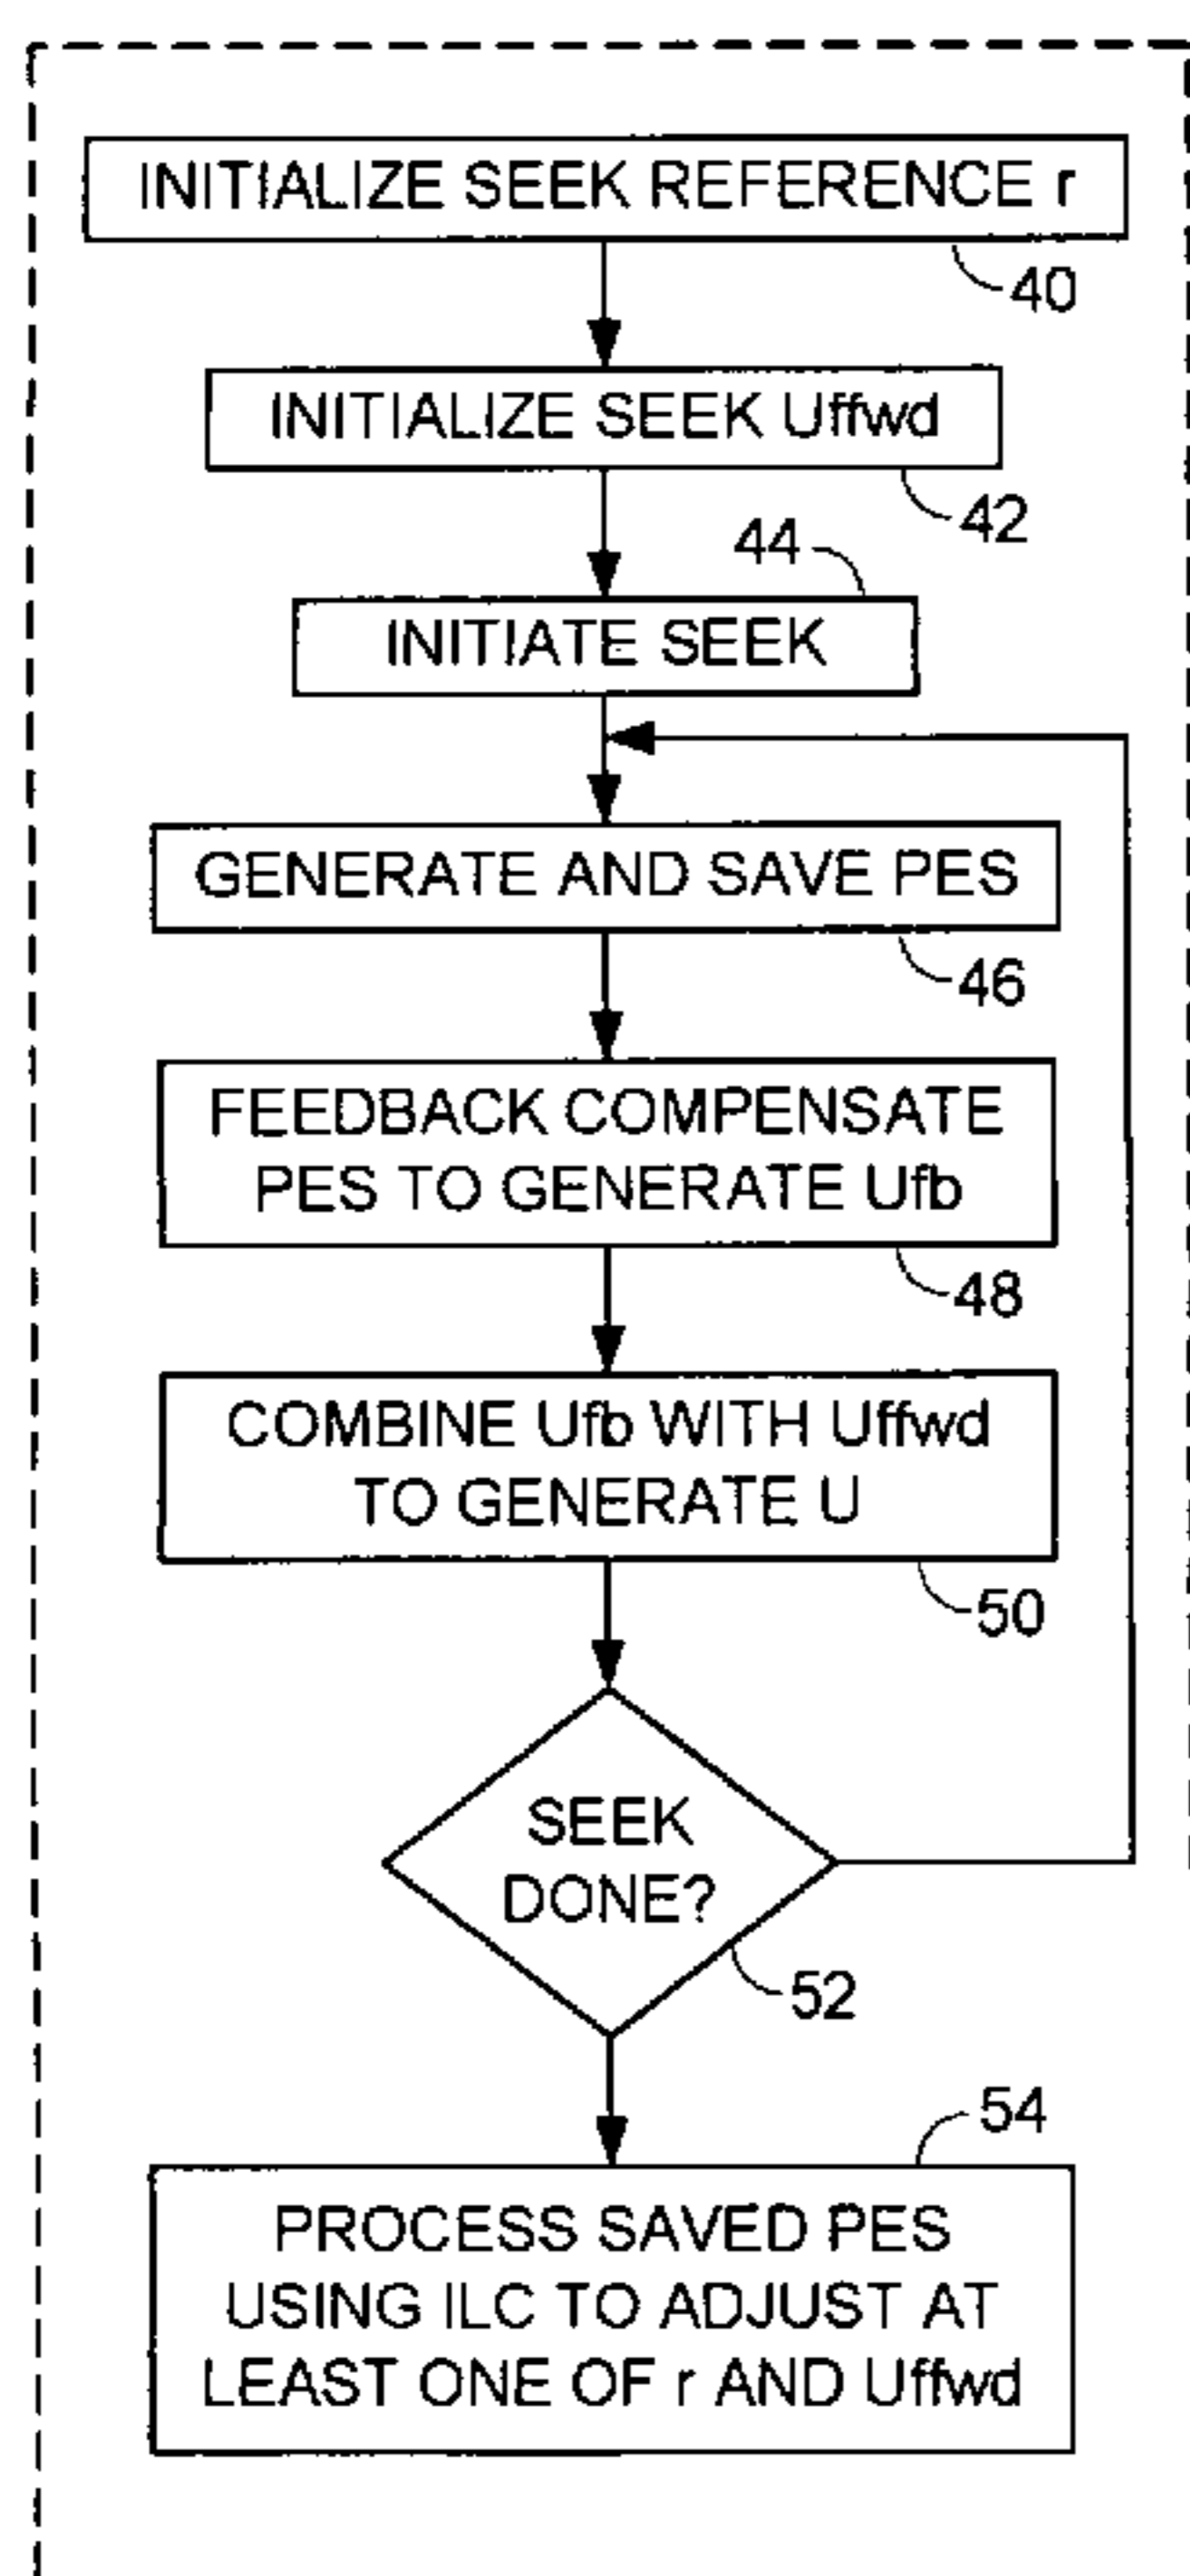 INITIALIZE SEEK REFERENCE r
40
INITIALIZE SEEK Uffwd
42
44
INITIATE SEEK
GENERATE AND SAVE PES
46
FEEDBACK COMPENSATE
PES TO GENERATE Ufb
48
COMBINE Ufb WITH Uffwd
TO GENERATE U
50
SEEK
DONE?
52
54
PROCESS SAVED PES
USING ILC TO ADJUST AT
LEAST ONE OF r AND Uffwd